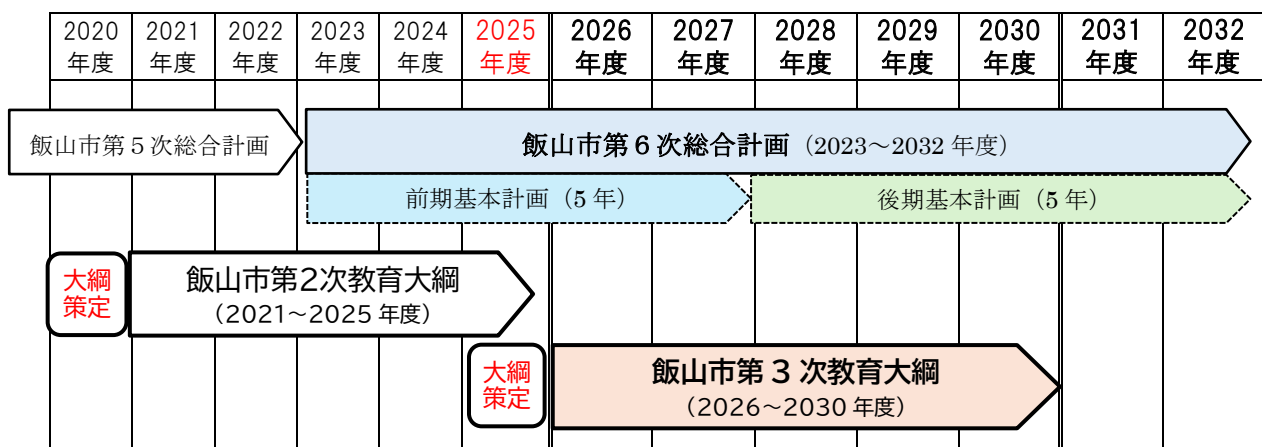 2020 2021 2022 2023 2024 2025 2026 2027 2028 2029 2030 2031 2032
年度 年度 年度 年度 年度 年度 年度 年度 年度 年度 年度 年度 年度
飯山市第5次総合計画
飯山市第6次総合計画（2023～2032 年度）
前期基本計画（5 年）
後期基本計画（5 年）
大綱
策定
飯山市第2次教育大綱
（2021～2025 年度）
大綱
策定
飯山市第 3 次教育大綱
（2026～2030 年度）